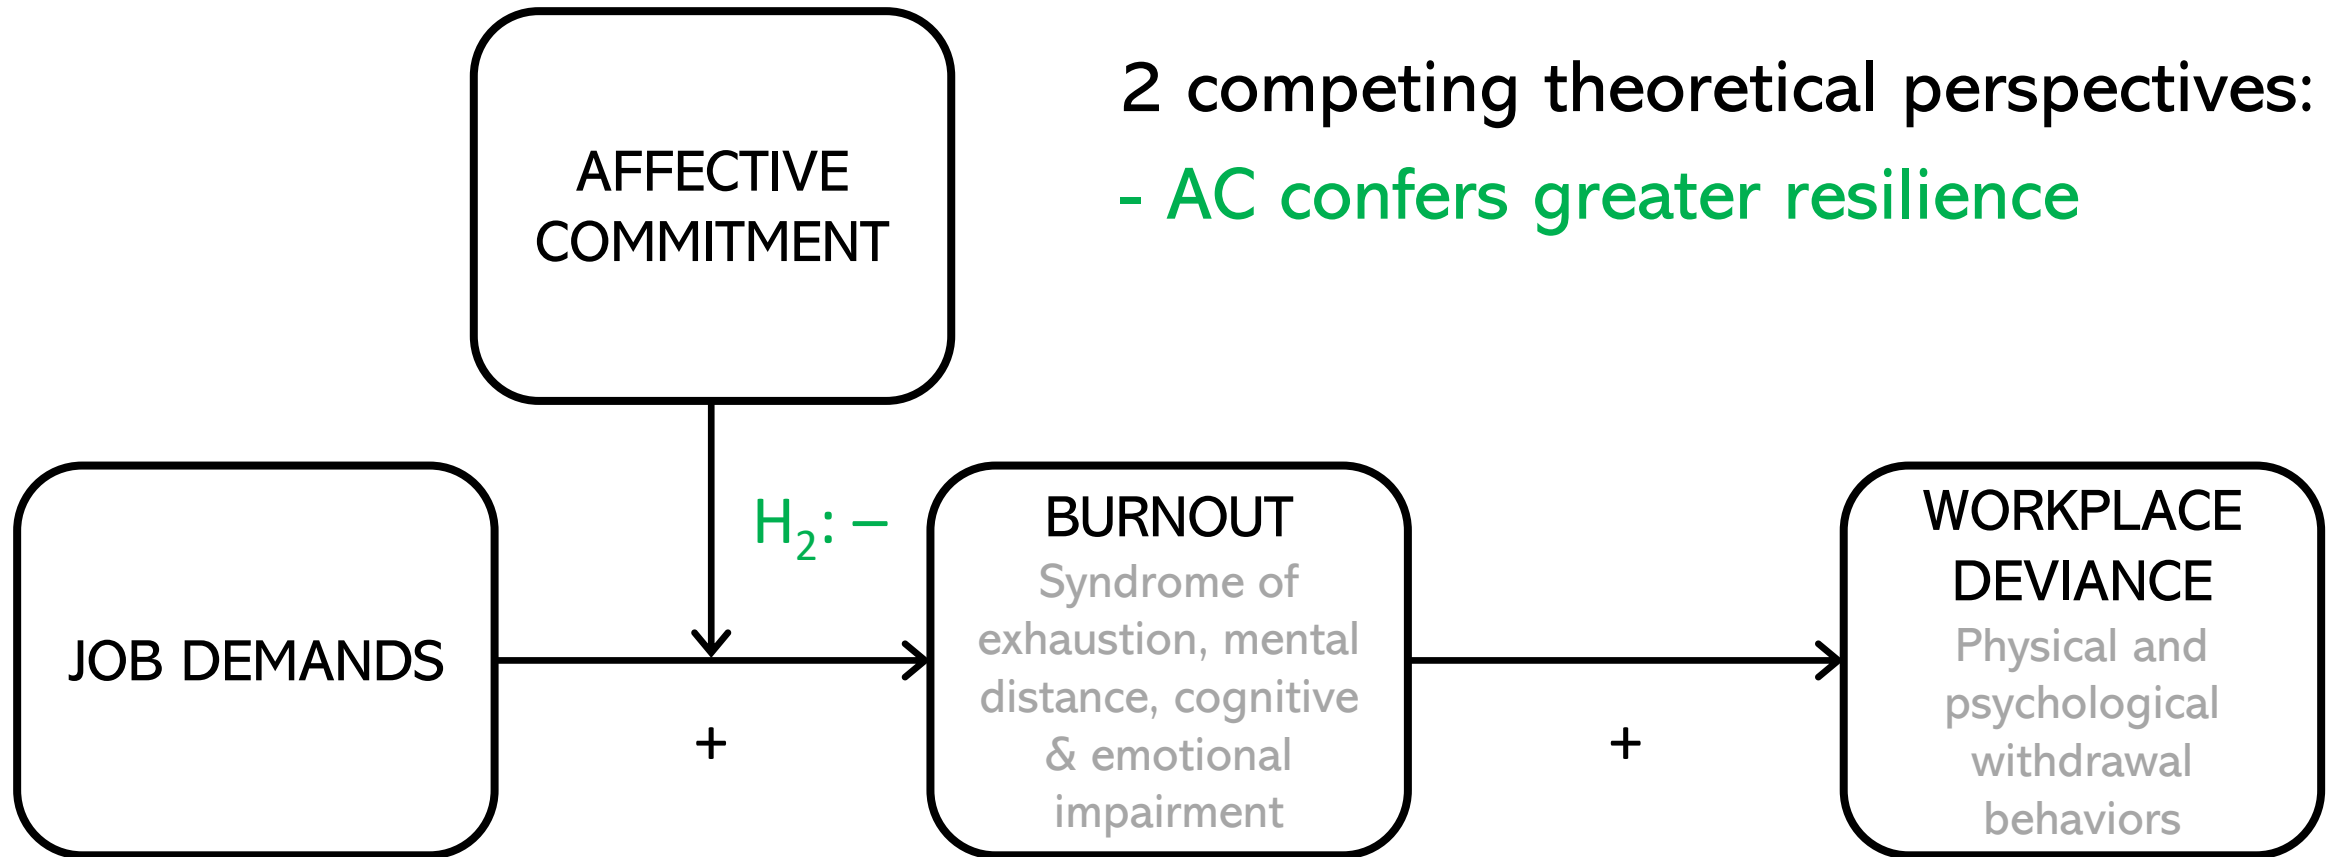 AFFECTIVE
COMMITMENT
2 competing theoretical perspectives:
- AC confers greater resilience
H₂: –
JOB DEMANDS
+
BURNOUT
Syndrome of
exhaustion, mental
distance, cognitive
& emotional
impairment
+
WORKPLACE
DEVIANCE
Physical and
psychological
withdrawal
behaviors